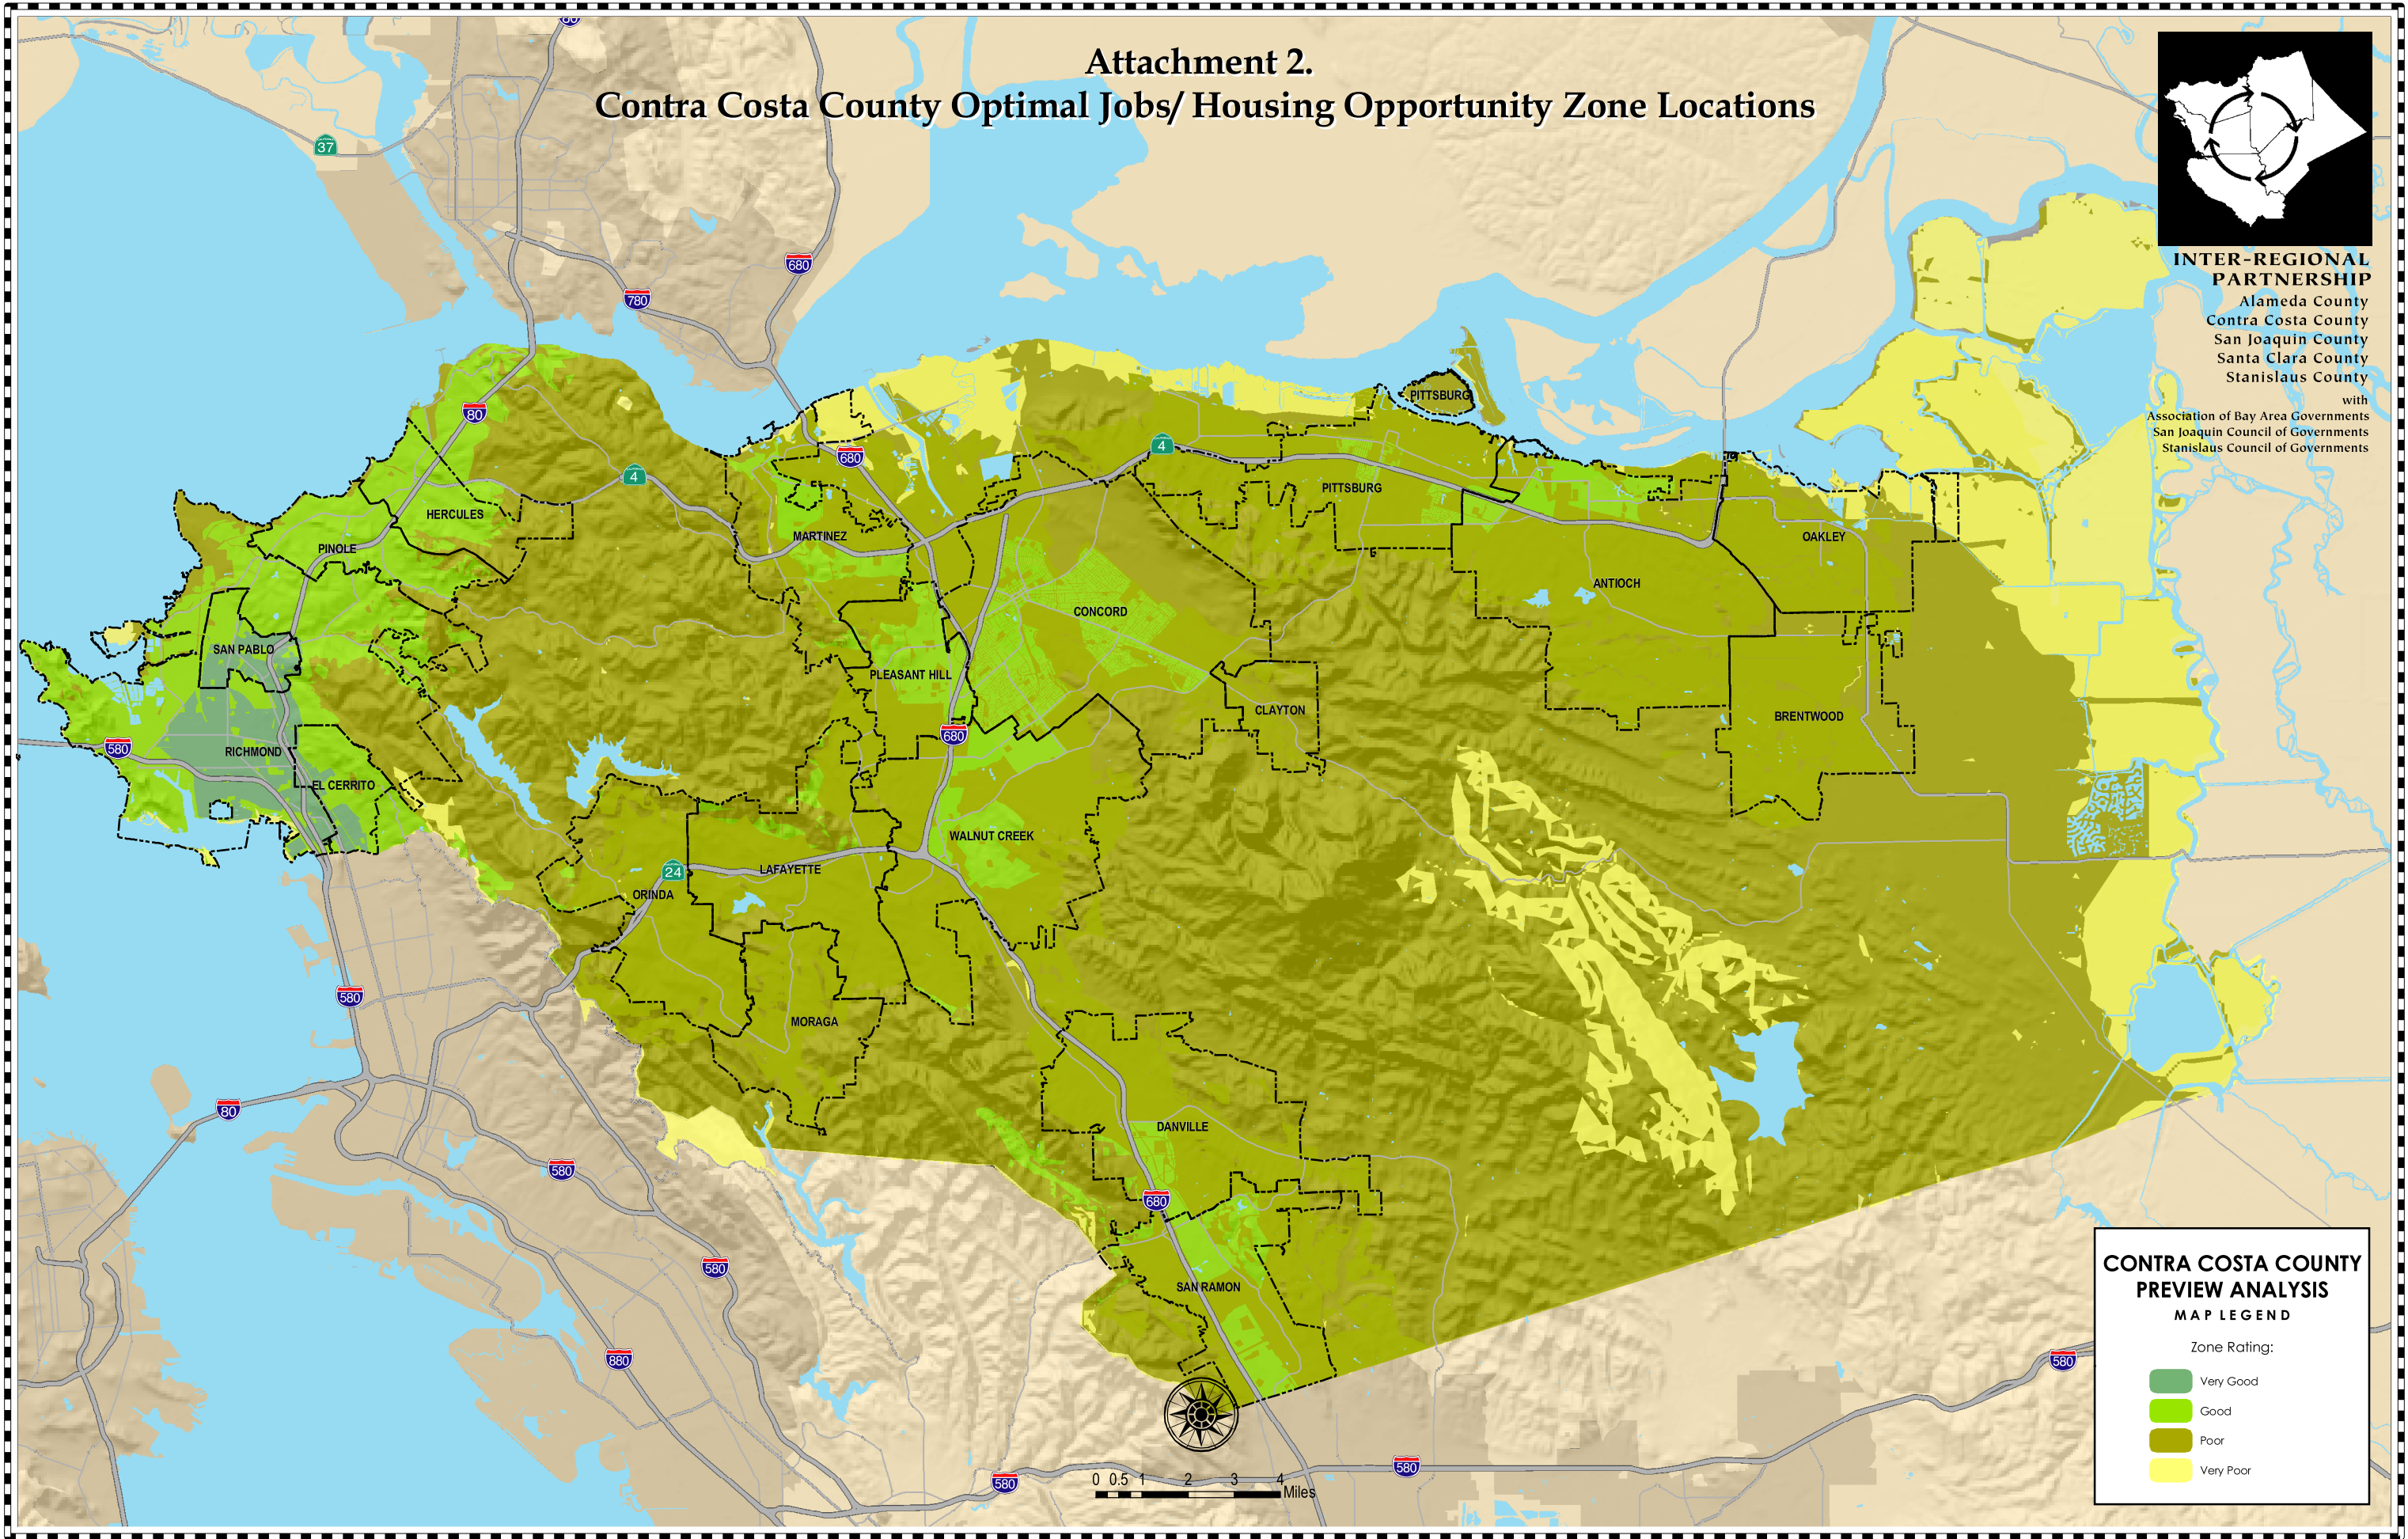 Attachment 2.
Contra Costa County Optimal Jobs/ Housing Opportunity Zone Locations
INTER-REGIONAL
PARTNERSHIP
Alameda County
Contra Costa County
San Joaquin County
Santa Clara County
Stanislaus County
with
Association of Bay Area Governments
San Joaquin Council of Governments
Stanislaus Council of Governments
80
37
680
780
80
4
680
4
PITTSBURG
HERCULES
PINOLE
MARTINEZ
PITTSBURG
OAKLEY
ANTIOCH
CONCORD
SAN PABLO
PLEASANT HILL
CLAYTON
BRENTWOOD
580
RICHMOND
680
EL CERRITO
WALNUT CREEK
24
LAFAYETTE
ORINDA
580
MORAGA
80
DANVILLE
580
680
580
SAN RAMON
880
580
580
580
0 0.5 1 2 3 4
Miles
CONTRA COSTA COUNTY
PREVIEW ANALYSIS
MAP LEGEND
Zone Rating:
Very Good
Good
Poor
Very Poor